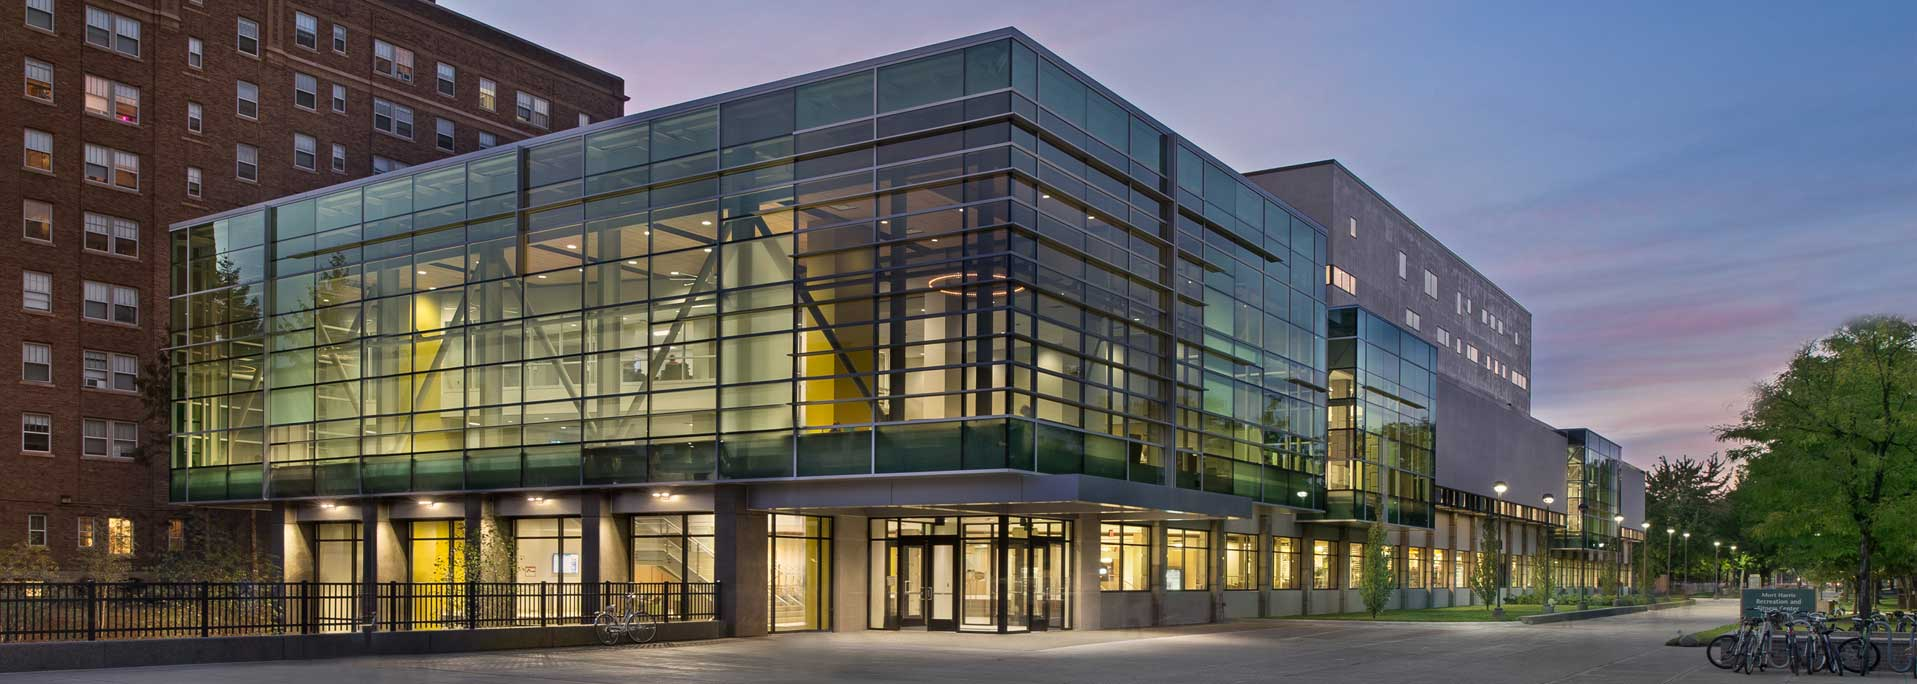 Mort Harris
Recreation and
Fitness Center